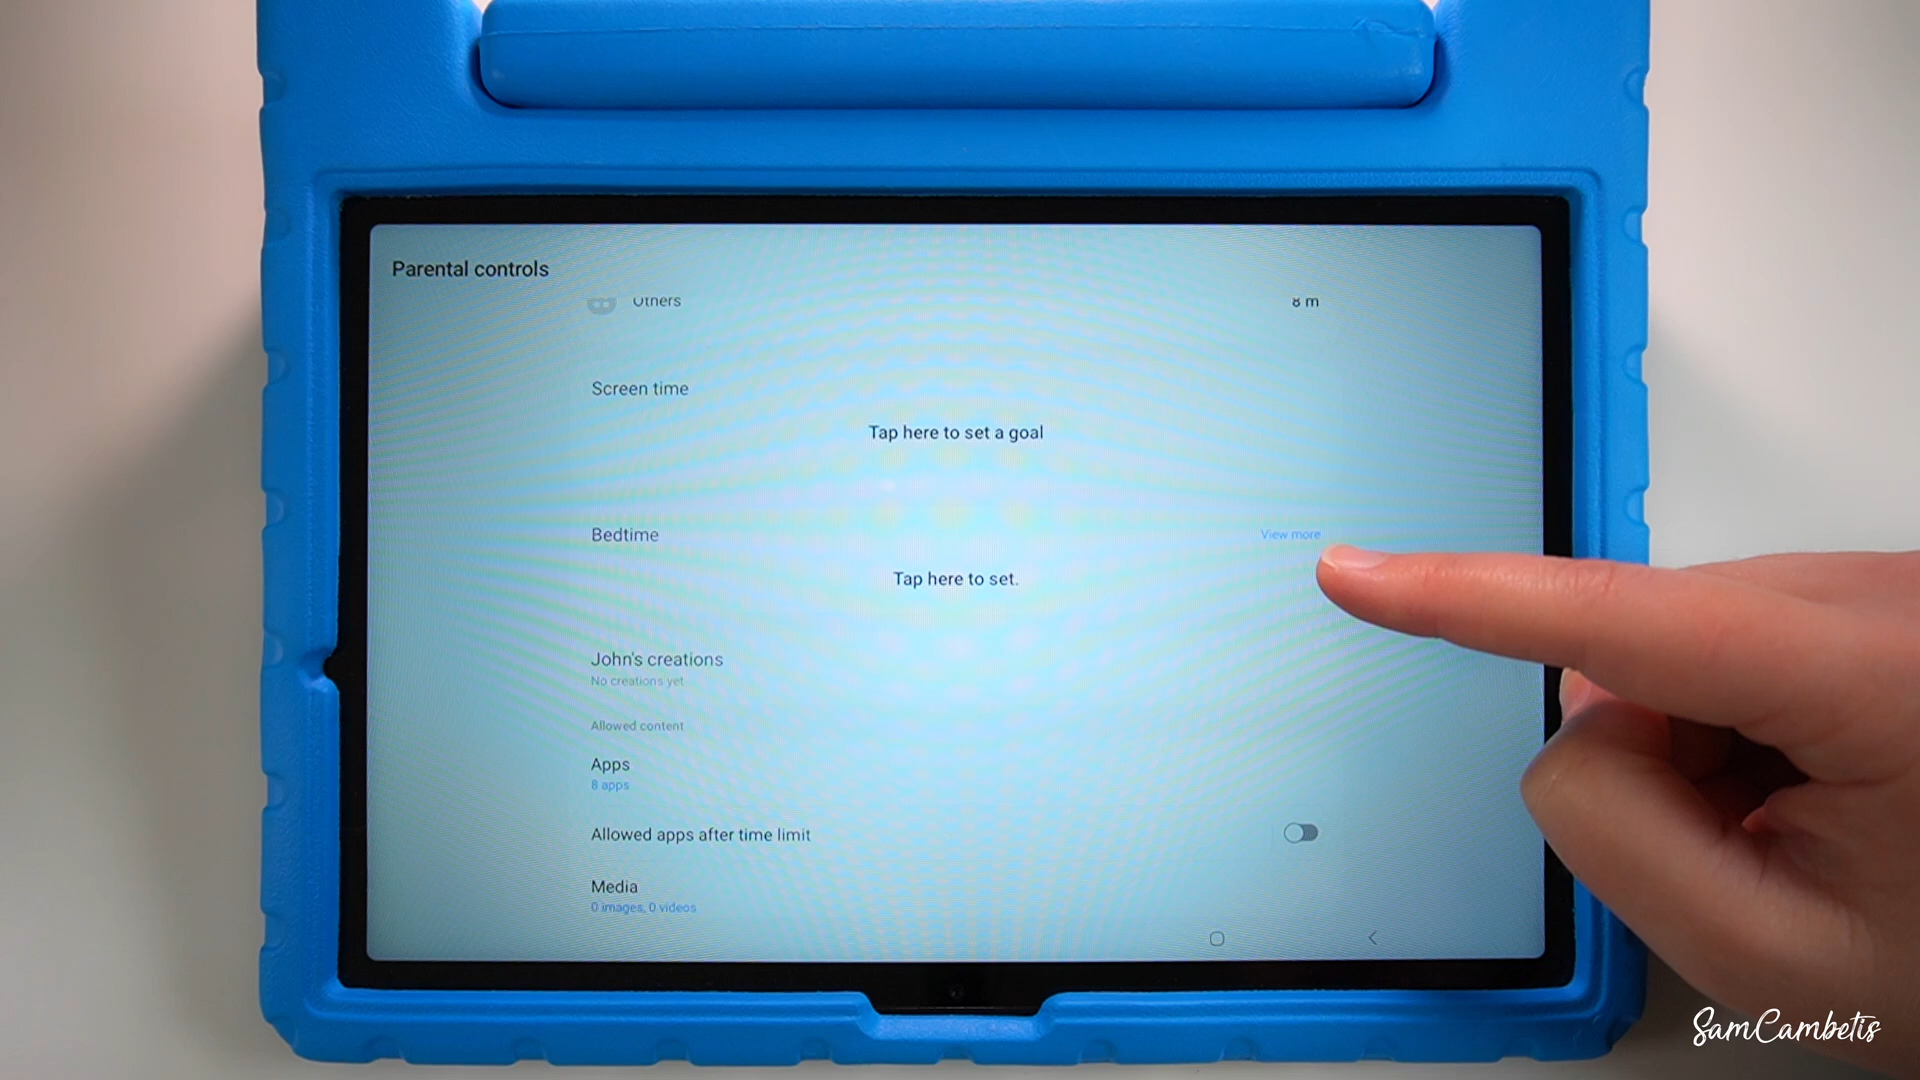 Parental controls
Others
8 m
Screen time
Tap here to set a goal
Bedtime
View more
Tap here to set.
John's creations
No creations yet
Allowed content
Apps
8 apps
Allowed apps after time limit
Media
0 images, 0 videos
SamCambetis